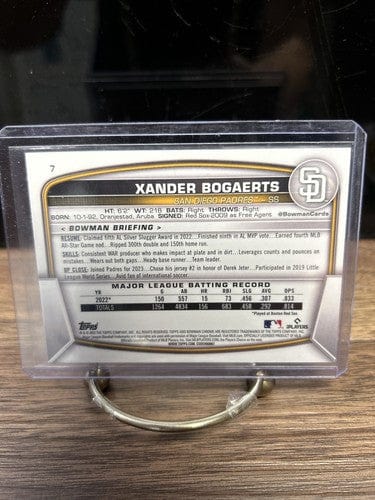 7
XANDER BOGAERTS
SAN DIEGO PADRES™ – SS
HT: 6'2" WT: 218 BATS: Right THROWS: Right
BORN: 10-1-92, Oranjestad, Aruba SIGNED: Red Sox-2009 as Free Agent
SD
@BowmanCards
< BOWMAN BRIEFING >
RESUME: Claimed fifth AL Silver Slugger Award in 2022...Finished ninth in AL MVP vote...Earned fourth MLB
All-Star Game nod...Ripped 300th double and 150th home run.
SKILLS: Consistent WAR producer who makes impact at plate and in dirt...Leverages counts and pounces on
mistakes...Wears out both gaps...Heady base runner...Team leader.
UP CLOSE: Joined Padres for 2023...Chose his jersey #2 in honor of Derek Jeter...Participated in 2019 Little
League World Series...Avid fan of international soccer.
MAJOR LEAGUE BATTING RECORD
YR G AB HR RBI SLG AVG OPS
2022* 150 557 15 73 .456 .307 .833
TOTALS 1264 4834 156 683 .458 .292 .814
*Played at Boston Red Sox
Topps
MLB PLAYERS